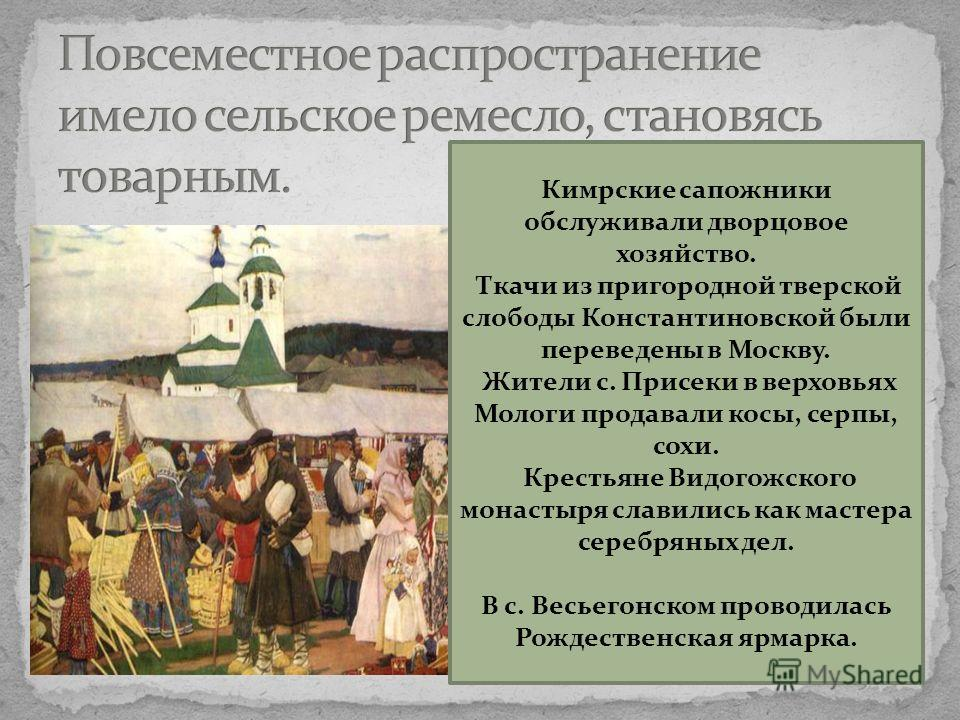 Повсеместное распространение
имело сельское ремесло, становясь
товарным.
Кимрские сапожники
обслуживали дворцовое
хозяйство.
Ткачи из пригородной тверской
слободы Константиновской были
переведены в Москву.
Жители с. Присеки в верховьях
Мологи продавали косы, серпы,
сохи.
Крестьяне Видогожского
монастыря славились как мастера
серебряных дел.
В с. Весьегонском проводилась
Рождественская ярмарка.
MyShared